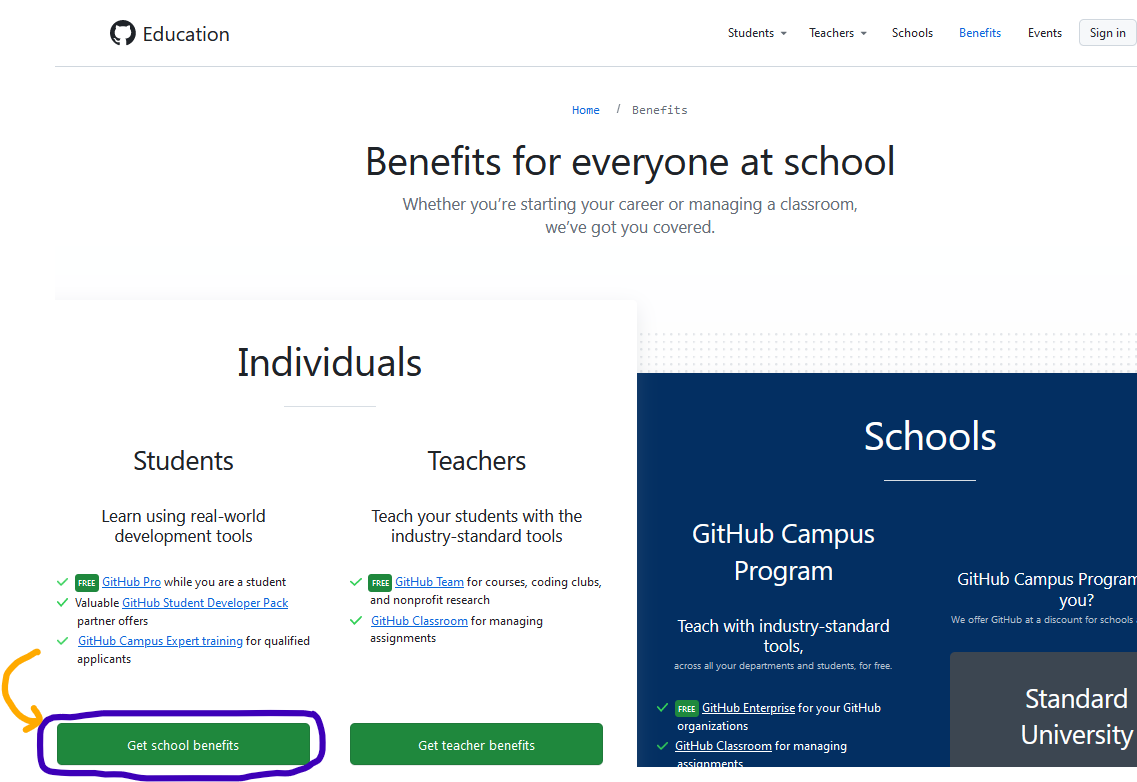 Education
Students
Teachers
Schools
Benefits
Events
Sign in
Home / Benefits
Benefits for everyone at school
Whether you’re starting your career or managing a classroom,
we’ve got you covered.
Individuals
Students
Learn using real-world
development tools
FREE GitHub Pro while you are a student
Valuable GitHub Student Developer Pack
partner offers
GitHub Campus Expert training for qualified
applicants
Get school benefits
Teachers
Teach your students with the
industry-standard tools
FREE GitHub Team for courses, coding clubs,
and nonprofit research
GitHub Classroom for managing
assignments
Get teacher benefits
Schools
GitHub Campus
Program
Teach with industry-standard
tools,
across all your departments and students, for free.
FREE GitHub Enterprise for your GitHub
organizations
GitHub Classroom for managing
assignments
GitHub Campus Program
you?
We offer GitHub at a discount for schools
Standard
University